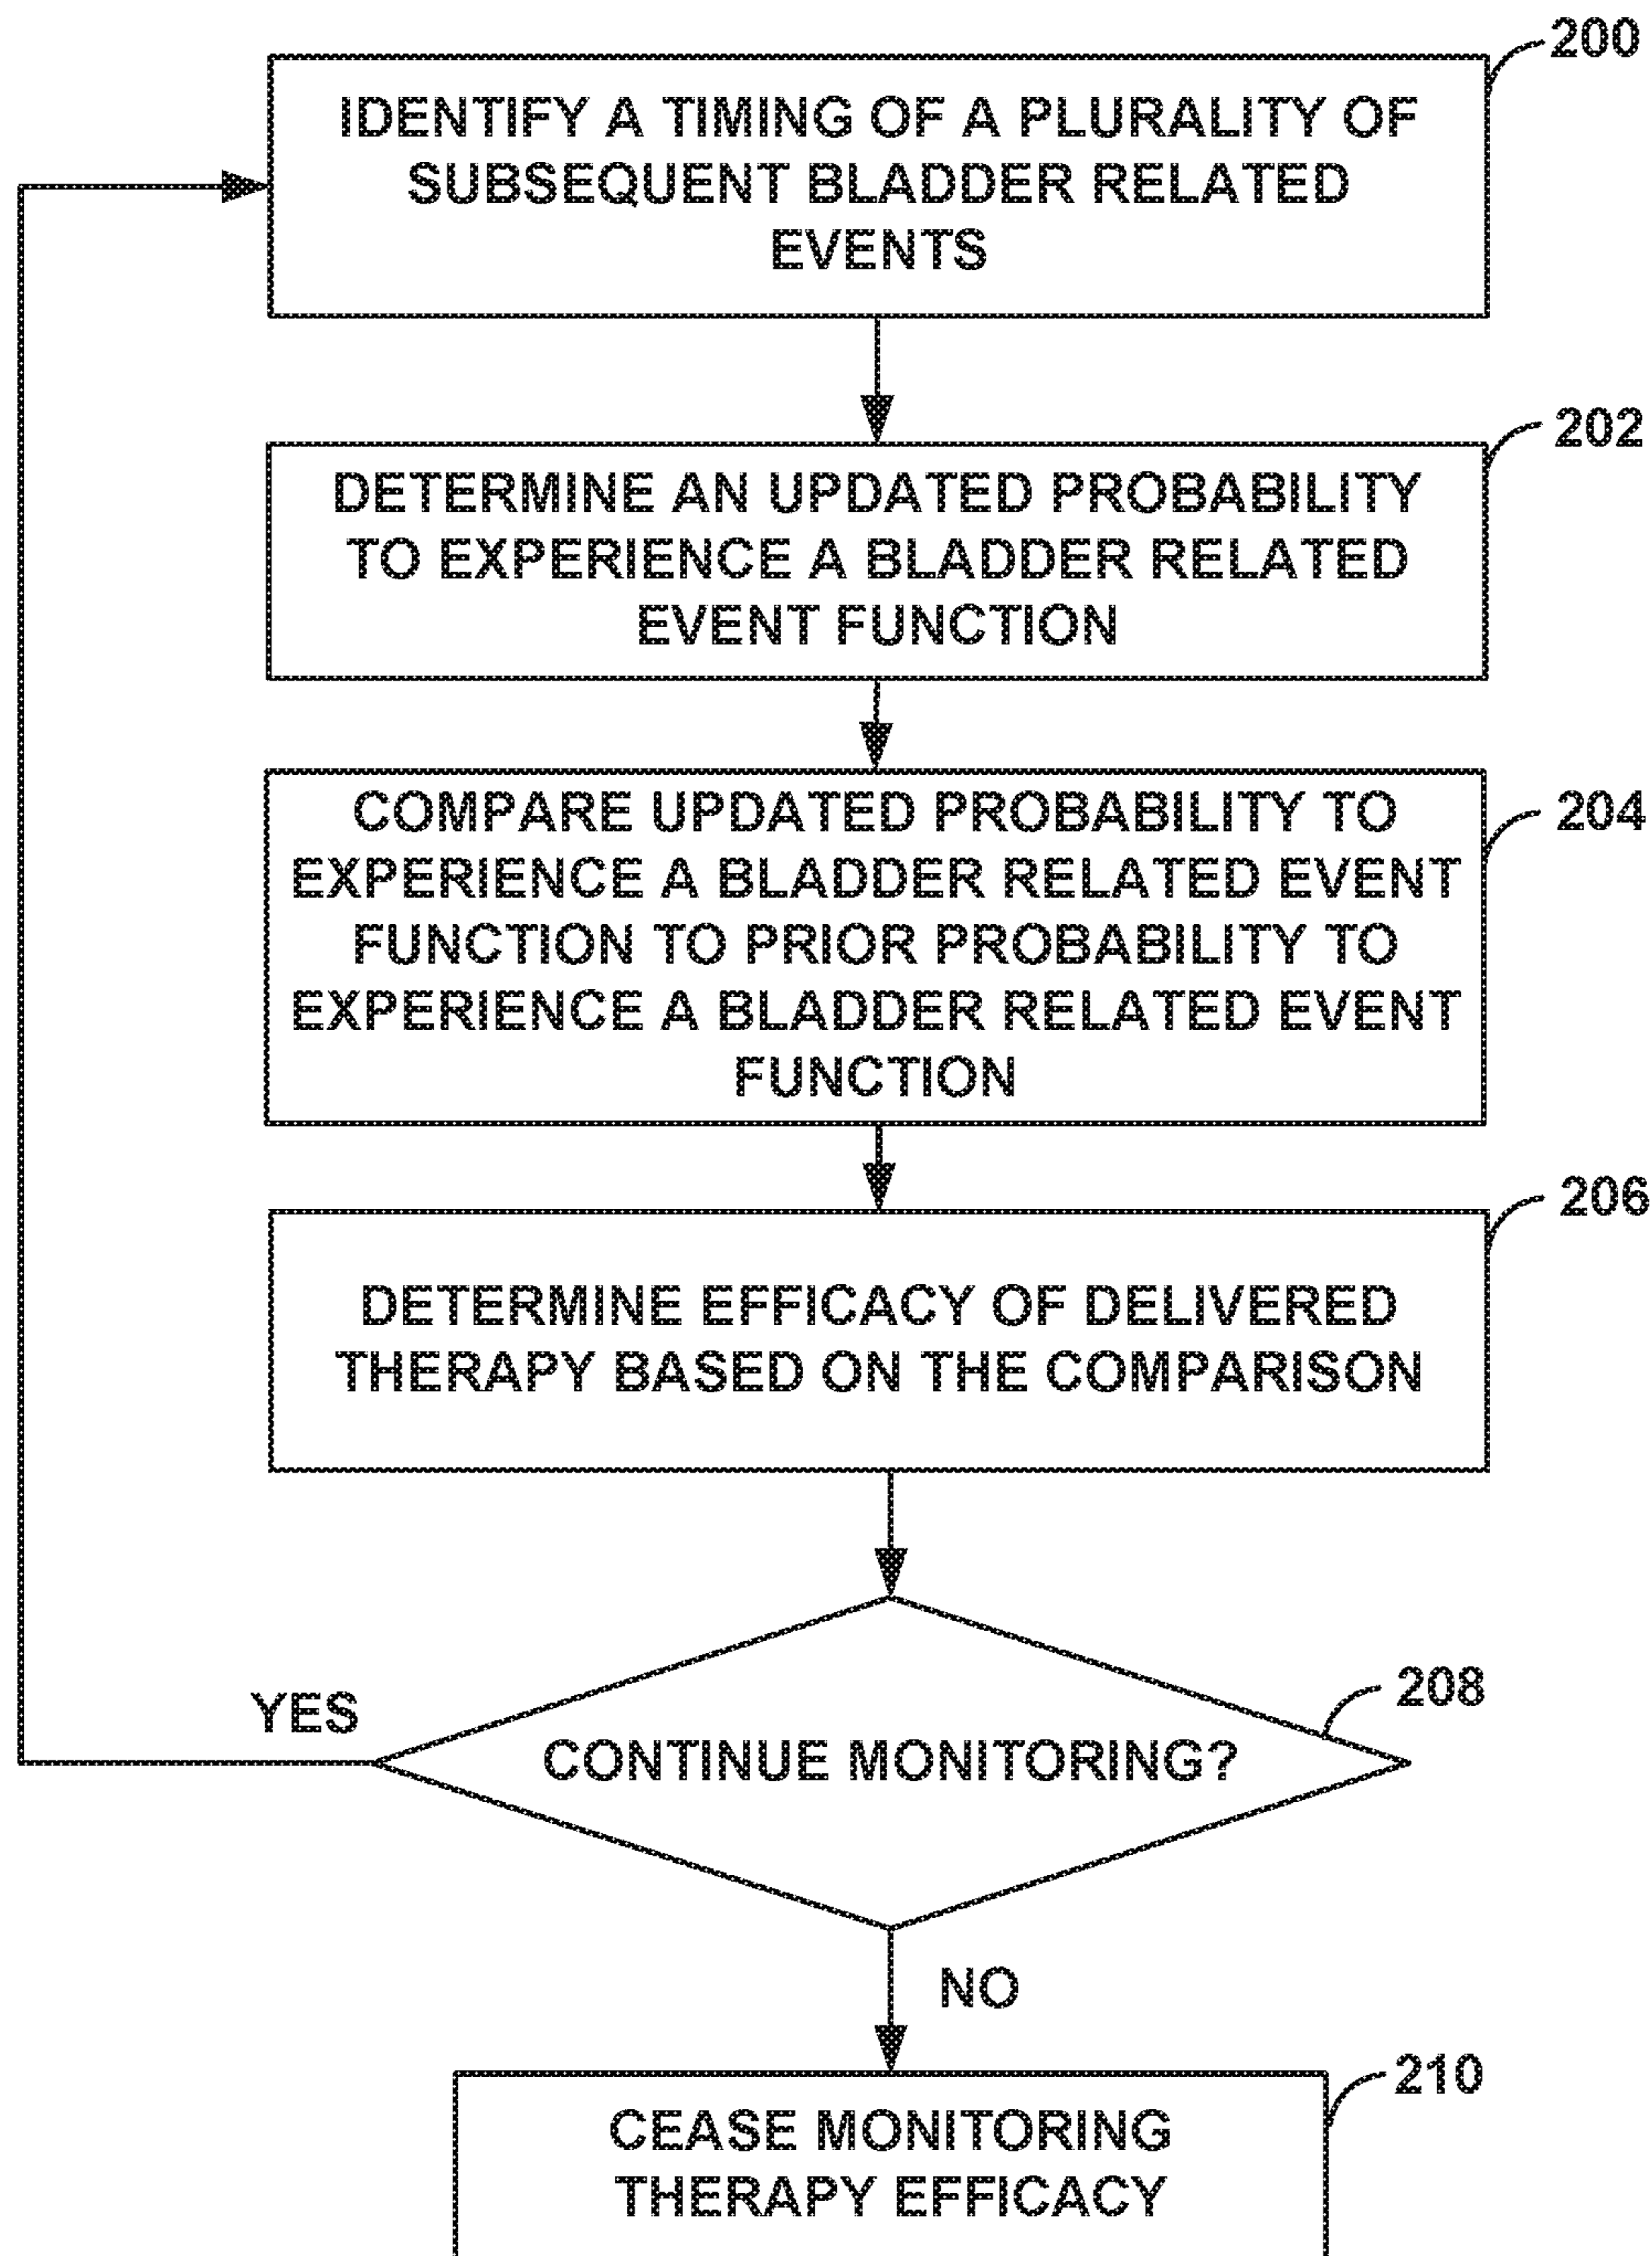 200
IDENTIFY A TIMING OF A PLURALITY OF
SUBSEQUENT BLADDER RELATED
EVENTS
202
DETERMINE AN UPDATED PROBABILITY
TO EXPERIENCE A BLADDER RELATED
EVENT FUNCTION
204
COMPARE UPDATED PROBABILITY TO
EXPERIENCE A BLADDER RELATED EVENT
FUNCTION TO PRIOR PROBABILITY TO
EXPERIENCE A BLADDER RELATED EVENT
FUNCTION
206
DETERMINE EFFICACY OF DELIVERED
THERAPY BASED ON THE COMPARISON
208
YES
CONTINUE MONITORING?
NO
210
CEASE MONITORING
THERAPY EFFICACY